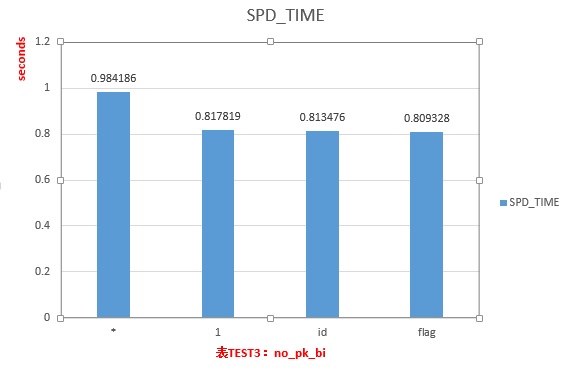 SPD_TIME
seconds
1.2
1
0.8
0.6
0.4
0.2
0
0.984186
0.817819
0.813476
0.809328
* 1 id flag
SPD_TIME
表TEST3：no_pk_bi